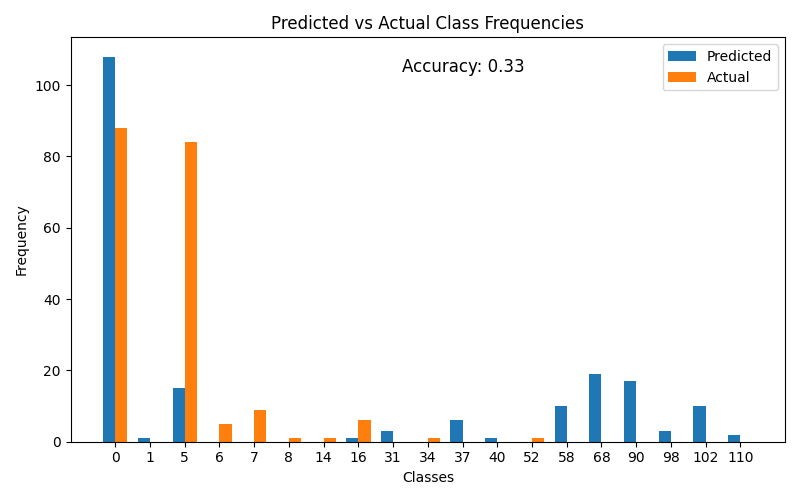 Predicted vs Actual Class Frequencies
Accuracy: 0.33
Predicted
Actual
Frequency
100
80
60
40
20
0
0 1 5 6 7 8 14 16 31 34 37 40 52 58 68 90 98 102 110
Classes